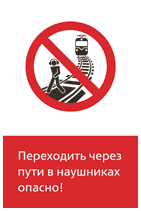 Переходить через
пути в наушниках
опасно!